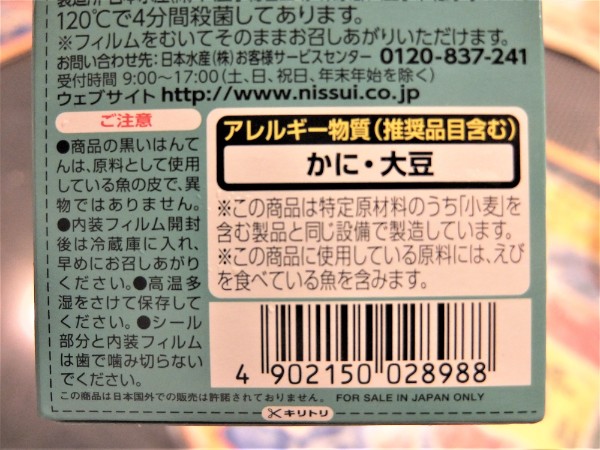 120℃で4分間殺菌してあります。
※フィルムをむいてそのままお召しあがりいただけます。
お問い合わせ先：日本水産(株)お客様サービスセンター 0120-837-241
受付時間 9:00〜17:00(土、日、祝日、年末年始を除く)
ウェブサイト http://www.nissui.co.jp
ご注意
●商品の黒いはんて
んは、原料として使用
している魚の皮で、異
物ではありません。
●内装フィルム開封
後は冷蔵庫に入れ、
早めにお召しあがり
ください。●高温多
湿をさけて保存して
ください。●シール
部分と内装フィルム
は歯で噛み切らない
でください。
アレルギー物質（推奨品目含む）
かに・大豆
※この商品は特定原材料のうち「小麦」を
含む製品と同じ設備で製造しています。
※この商品に使用している原料には、えび
を食べている魚を含みます。
4 902150 028988
この商品は日本国外での販売は許諾されておりません。 FOR SALE IN JAPAN ONLY
キリトリ